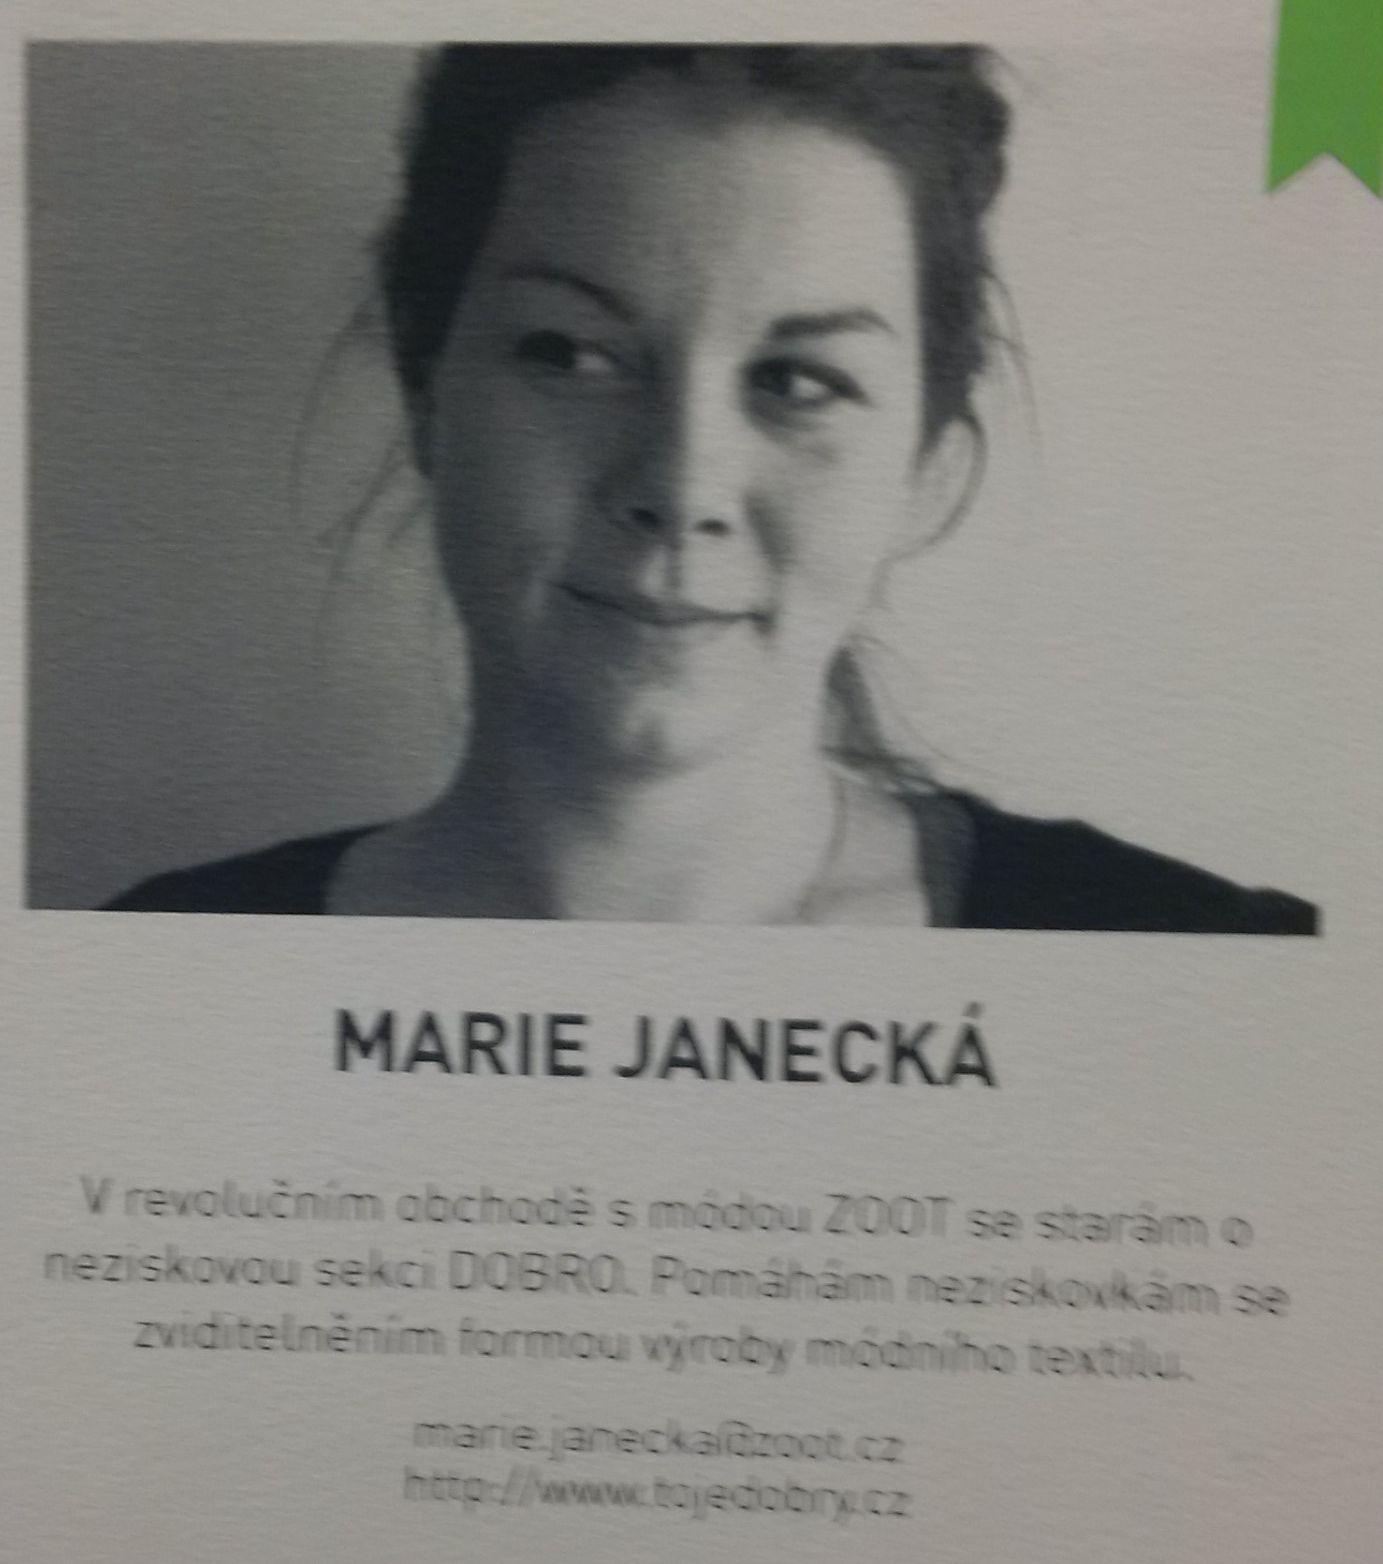 MARIE JANECKÁ
V revolučním obchodě s módou ZOOT se starám o
neziskovou sekci DOBRO. Pomáhám neziskovkám se
zviditelněním formou výroby módního textilu.
marie.janecka@zoot.cz
http://www.tojedobry.cz